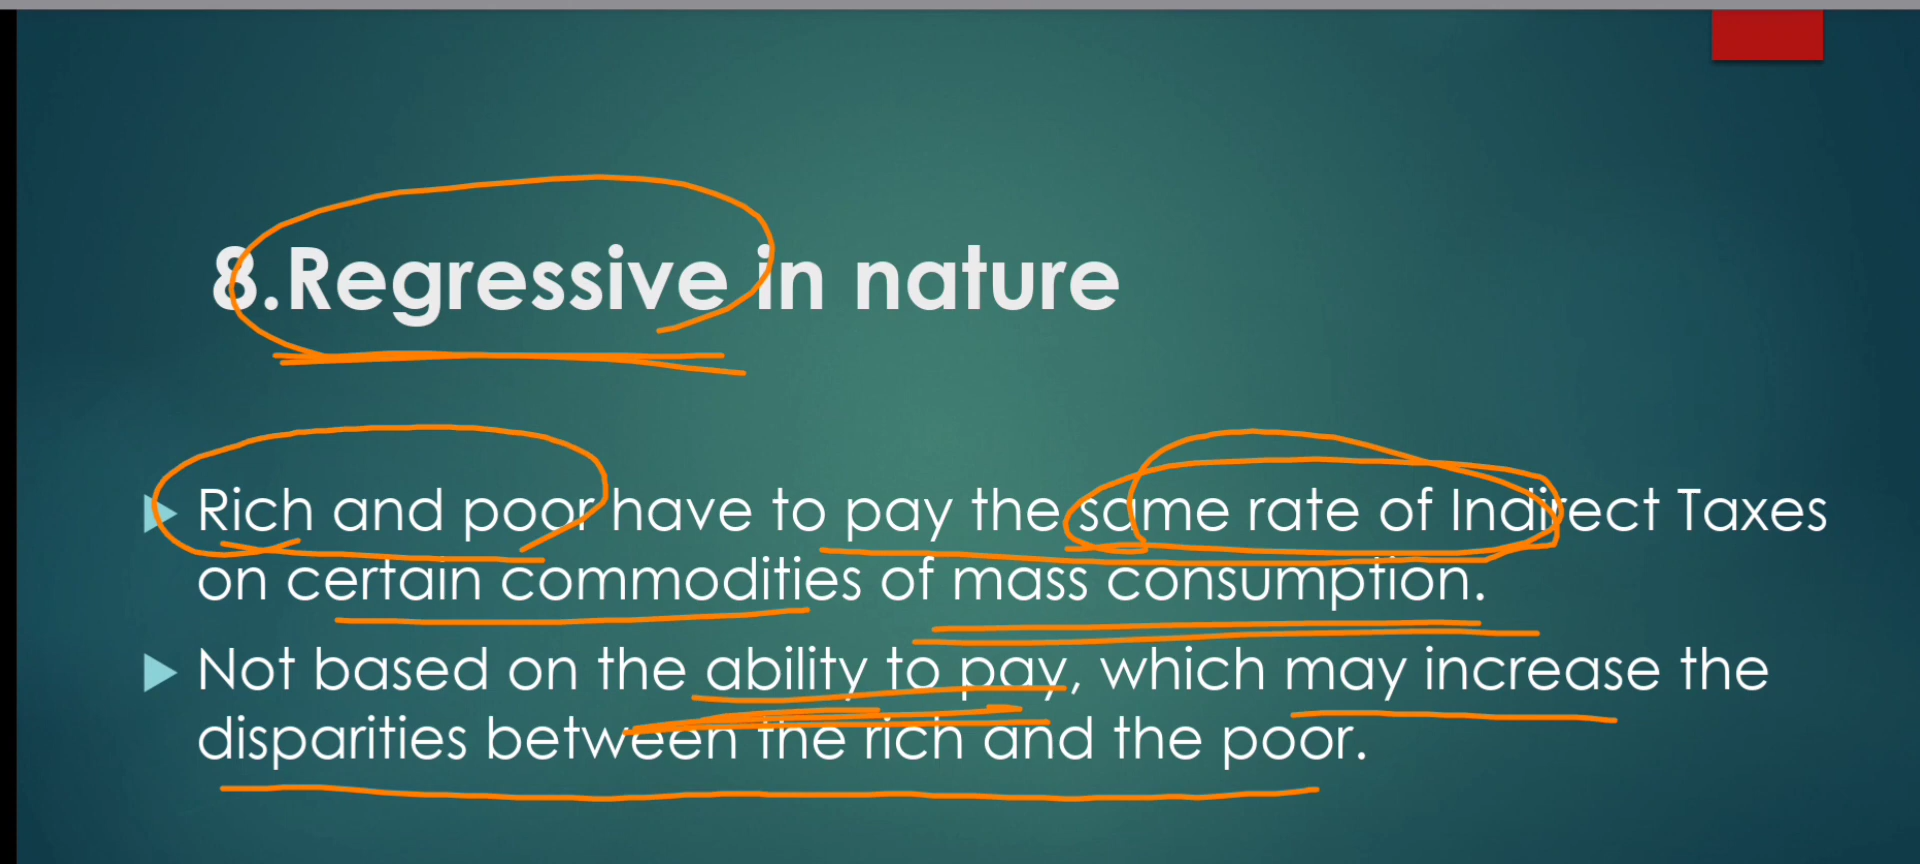 8.Regressive in nature
Rich and poor have to pay the same rate of Indirect Taxes
on certain commodities of mass consumption.
Not based on the ability to pay, which may increase the
disparities between the rich and the poor.